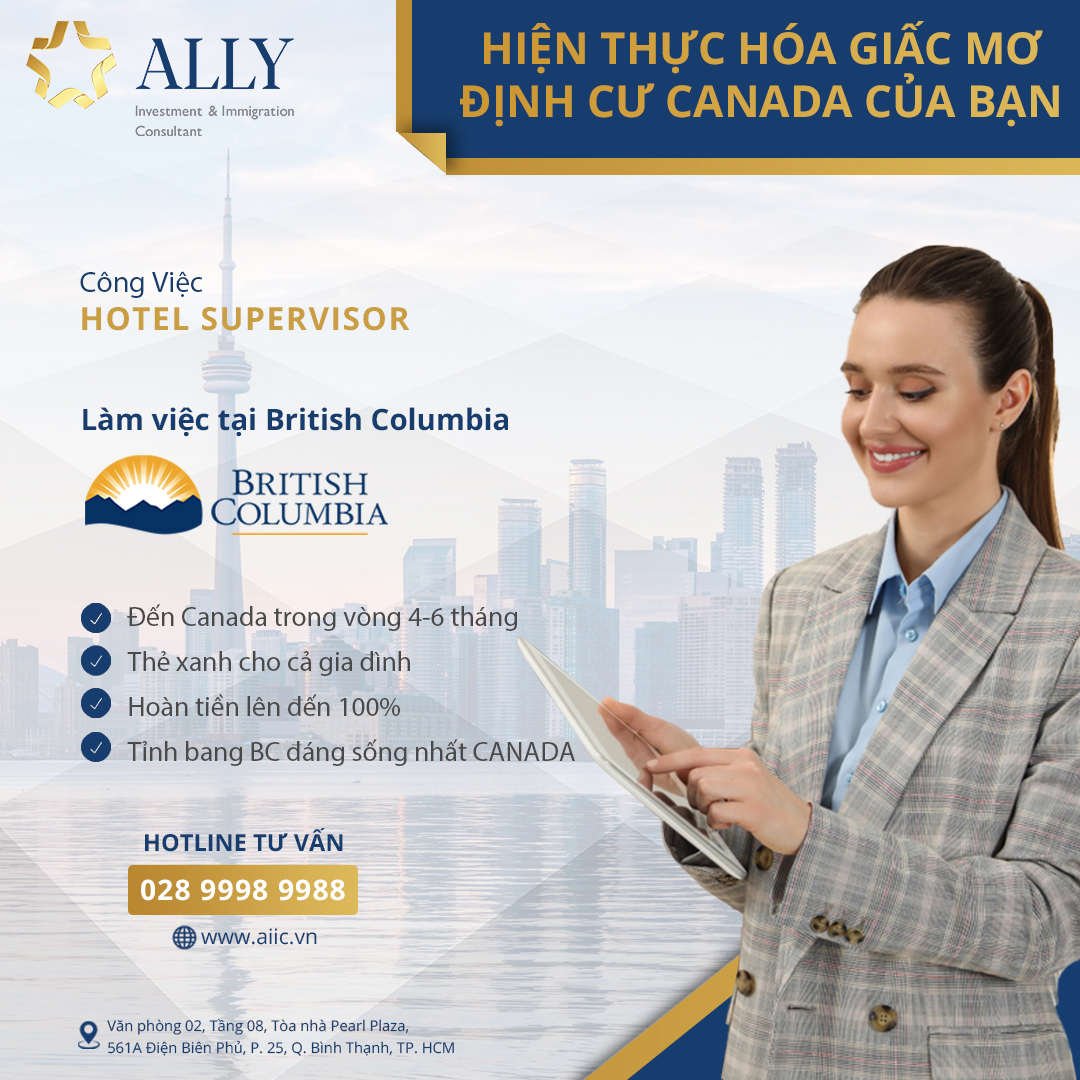 ALLY
Investment & Immigration
Consultant
HIỆN THỰC HÓA GIẤC MƠ
ĐỊNH CƯ CANADA CỦA BẠN
Công Việc
HOTEL SUPERVISOR
Làm việc tại British Columbia
BRITISH
COLUMBIA
Đến Canada trong vòng 4-6 tháng
Thẻ xanh cho cả gia đình
Hoàn tiền lên đến 100%
Tỉnh bang BC đáng sống nhất CANADA
HOTLINE TƯ VẤN
028 9998 9988
www.aiic.vn
Văn phòng 02, Tầng 08, Tòa nhà Pearl Plaza,
561A Điện Biên Phủ, P. 25, Q. Bình Thạnh, TP. HCM